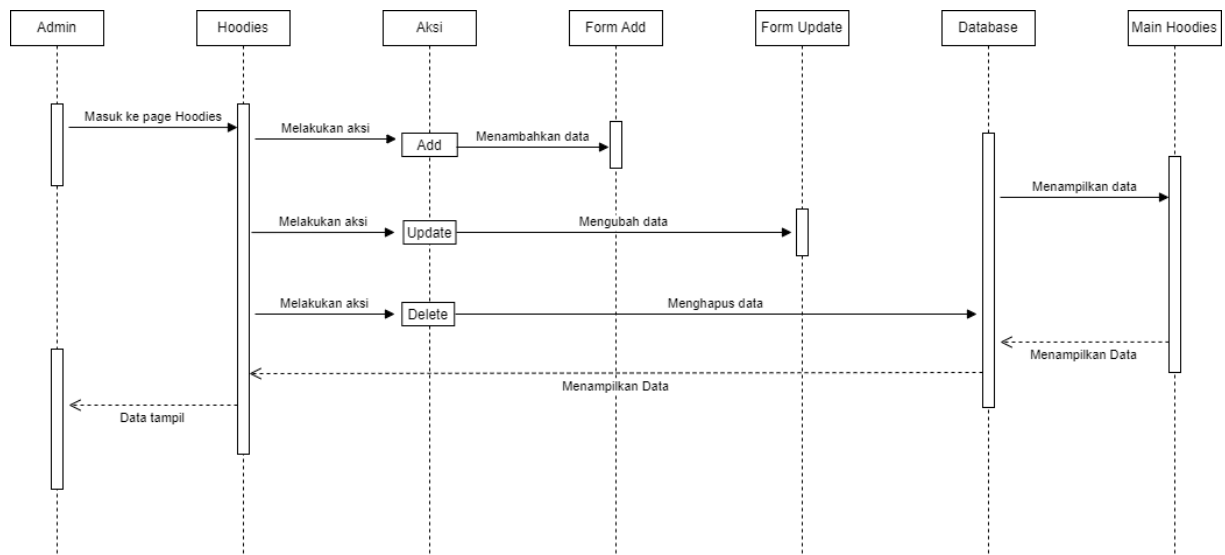 Admin
Hoodies
Aksi
Form Add
Form Update
Database
Main Hoodies
Masuk ke page Hoodies
Melakukan aksi
Add
Menambahkan data
Menampilkan data
Melakukan aksi
Update
Mengubah data
Melakukan aksi
Delete
Menghapus data
Menampilkan Data
Menampilkan Data
Data tampil